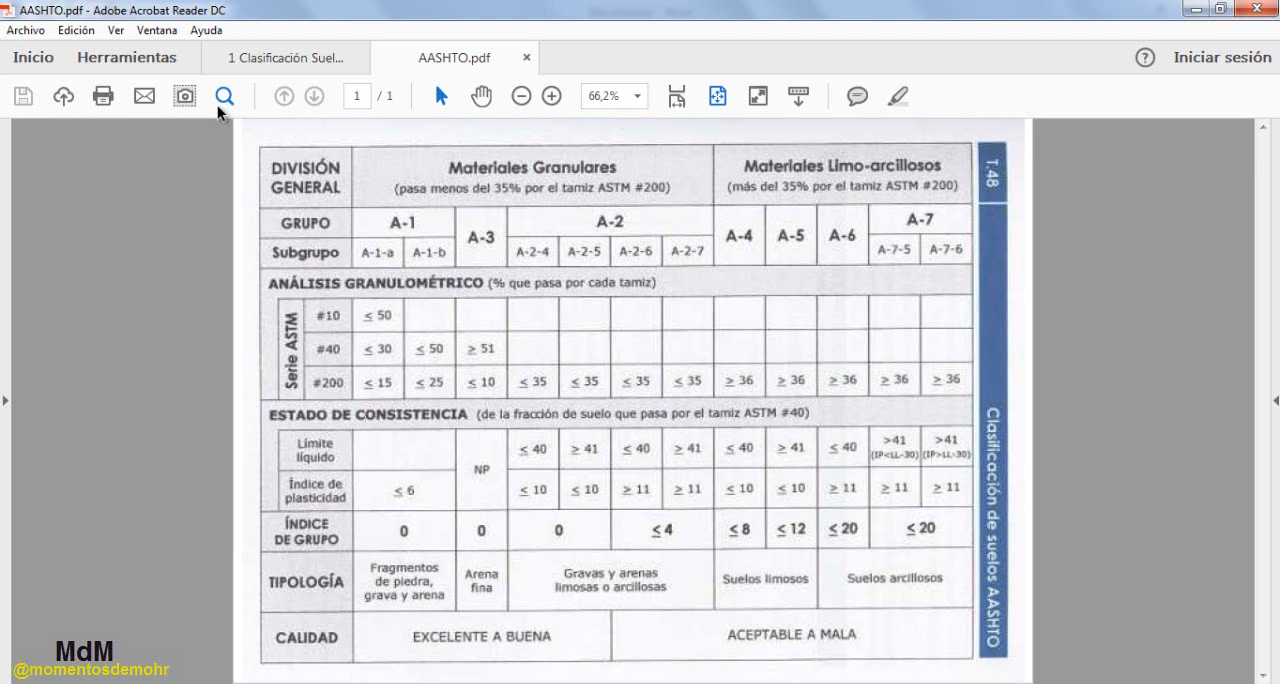 AASHTO.pdf - Adobe Acrobat Reader DC
Archivo Edición Ver Ventana Ayuda
Inicio Herramientas 1 Clasificación Suel... AASHTO.pdf × ? Iniciar sesión
1 / 1 66,2%
DIVISIÓN GENERAL
Materiales Granulares
(pasa menos del 35% por el tamiz ASTM #200)
Materiales Limo-arcillosos
(más del 35% por el tamiz ASTM #200)
GRUPO A-1 A-3 A-2 A-4 A-5 A-6 A-7
Subgrupo A-1-a A-1-b A-2-4 A-2-5 A-2-6 A-2-7 A-7-5 A-7-6
ANÁLISIS GRANULOMÉTRICO (% que pasa por cada tamiz)
Serie ASTM
#10 ≤ 50
#40 ≤ 30 ≤ 50 ≥ 51
#200 ≤ 15 ≤ 25 ≤ 10 ≤ 35 ≤ 35 ≤ 35 ≤ 35 ≥ 36 ≥ 36 ≥ 36 ≥ 36 ≥ 36
ESTADO DE CONSISTENCIA (de la fracción de suelo que pasa por el tamiz ASTM #40)
Límite líquido ≤ 40 ≥ 41 ≤ 40 ≥ 41 ≤ 40 ≥ 41 ≤ 40 >41 (IP<LL-30) >41 (IP>LL-30)
NP
Índice de plasticidad ≤ 6 ≤ 10 ≤ 10 ≥ 11 ≥ 11 ≤ 10 ≤ 10 ≥ 11 ≥ 11 ≥ 11
ÍNDICE DE GRUPO 0 0 0 ≤ 4 ≤ 8 ≤ 12 ≤ 20 ≤ 20
TIPOLOGÍA
Fragmentos de piedra, grava y arena
Arena fina
Gravas y arenas limosas o arcillosas
Suelos limosos
Suelos arcillosos
CALIDAD EXCELENTE A BUENA ACEPTABLE A MALA
T.48
Clasificación de suelos AASHTO
MdM
@momentosdemohr